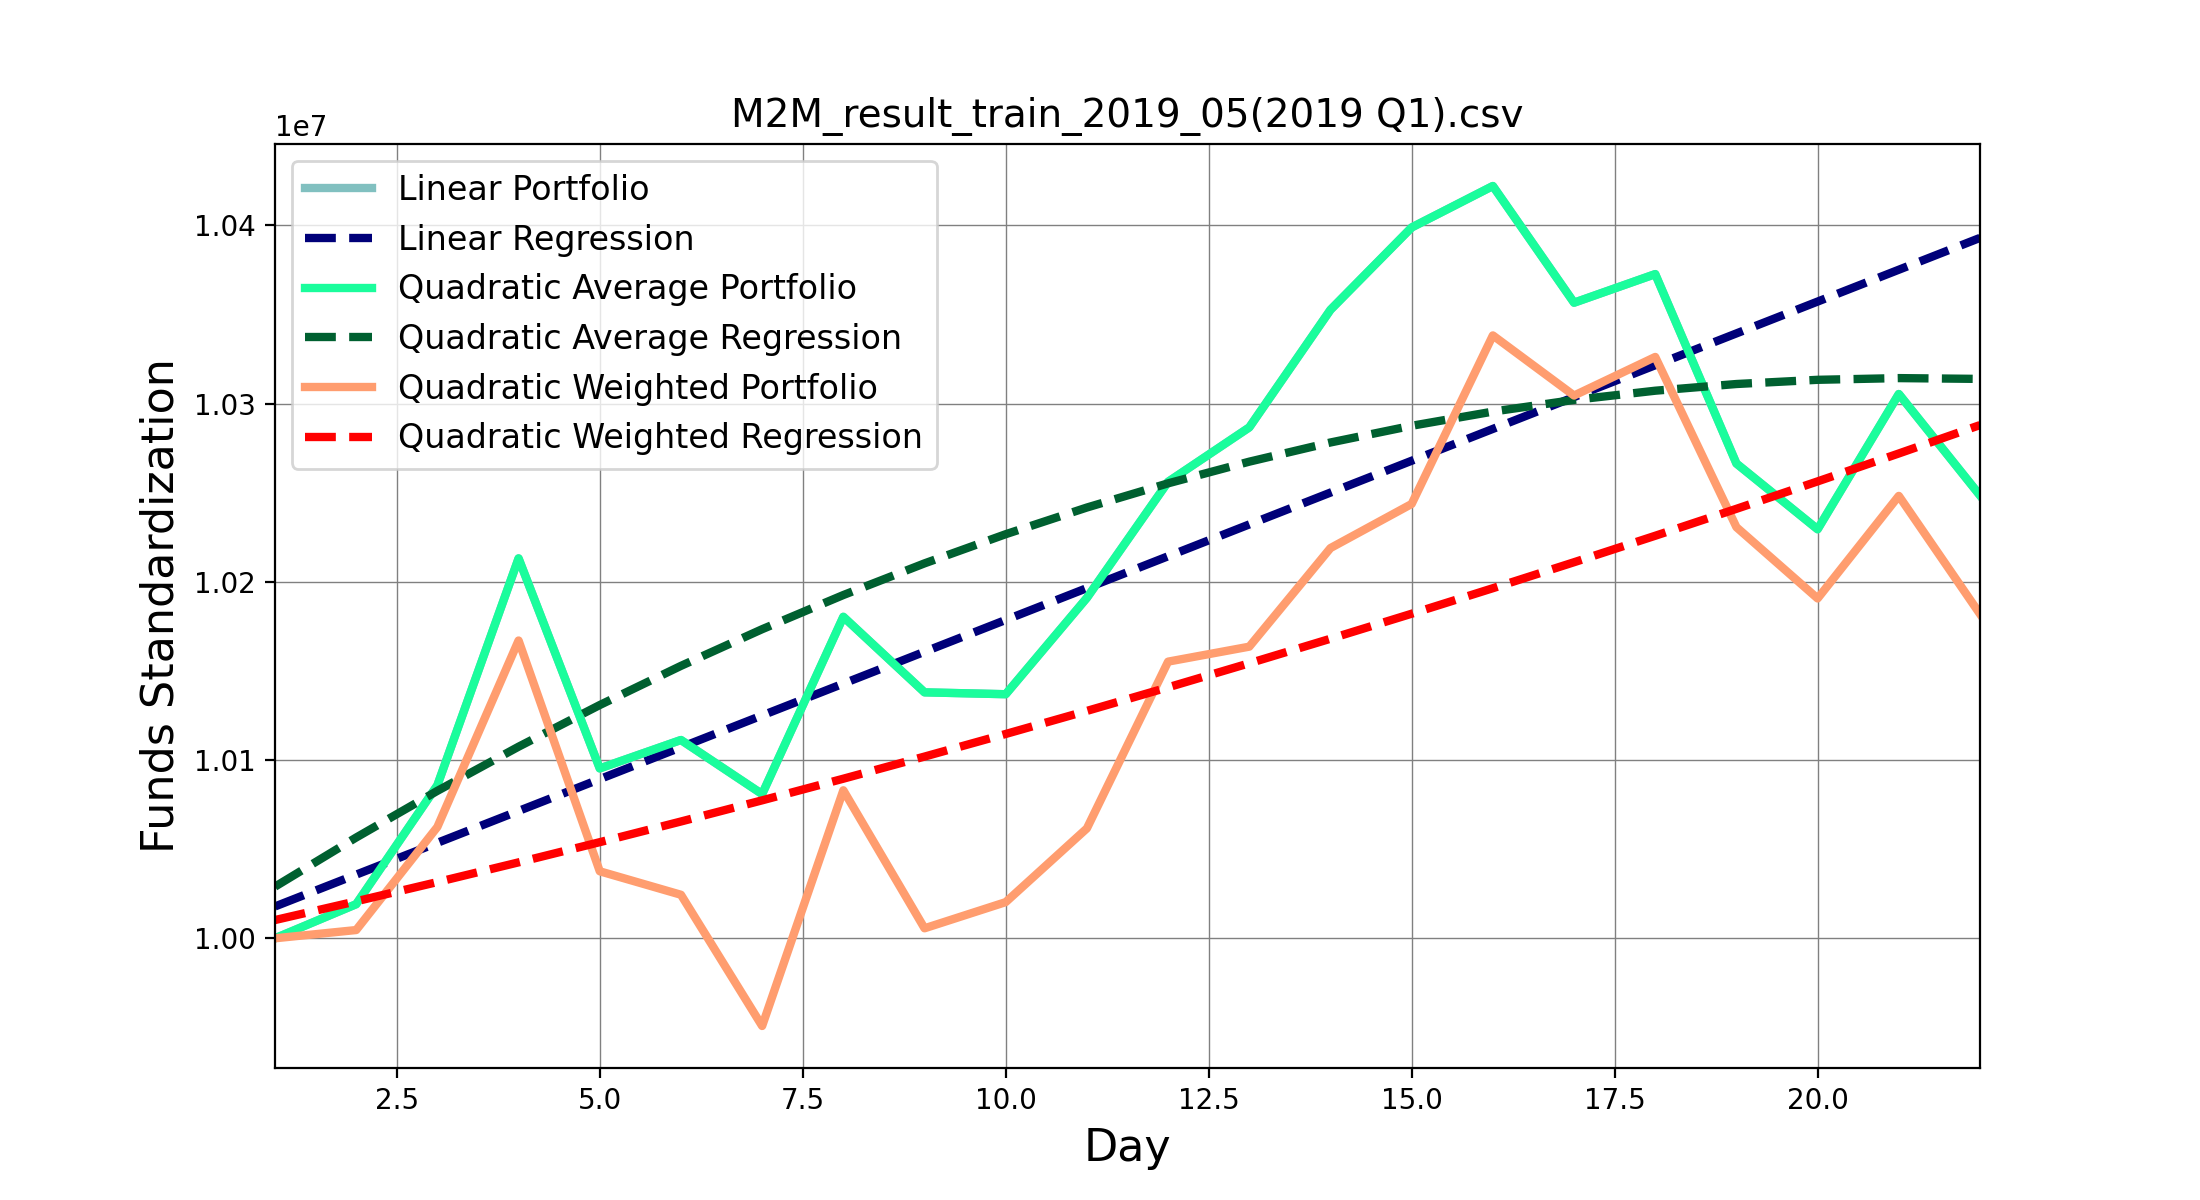 M2M_result_train_2019_05(2019 Q1).csv
1e7
Linear Portfolio
Linear Regression
Quadratic Average Portfolio
Quadratic Average Regression
Quadratic Weighted Portfolio
Quadratic Weighted Regression
1.04
1.03
1.02
1.01
1.00
Funds Standardization
2.5 5.0 7.5 10.0 12.5 15.0 17.5 20.0
Day